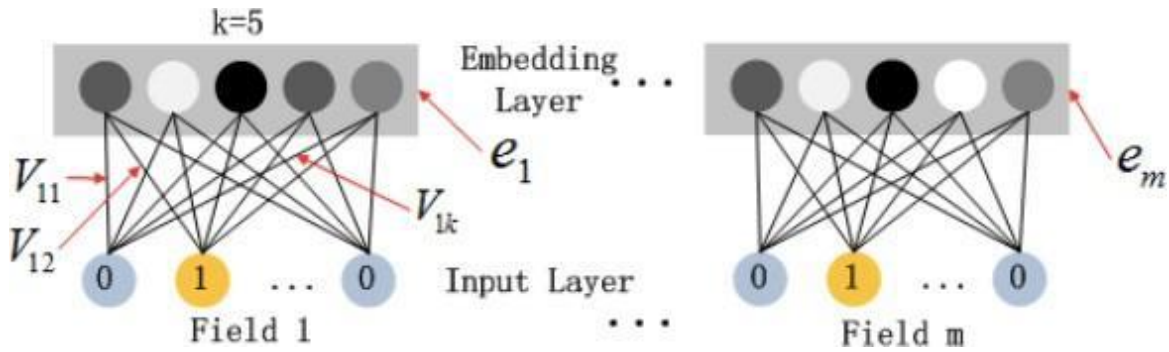 k=5
Embedding
Layer
...
e₁
eₘ
V₁₁
V₁₂
V₁ₖ
0 1 ... 0
Input Layer
0 1 ... 0
Field 1
...
Field m